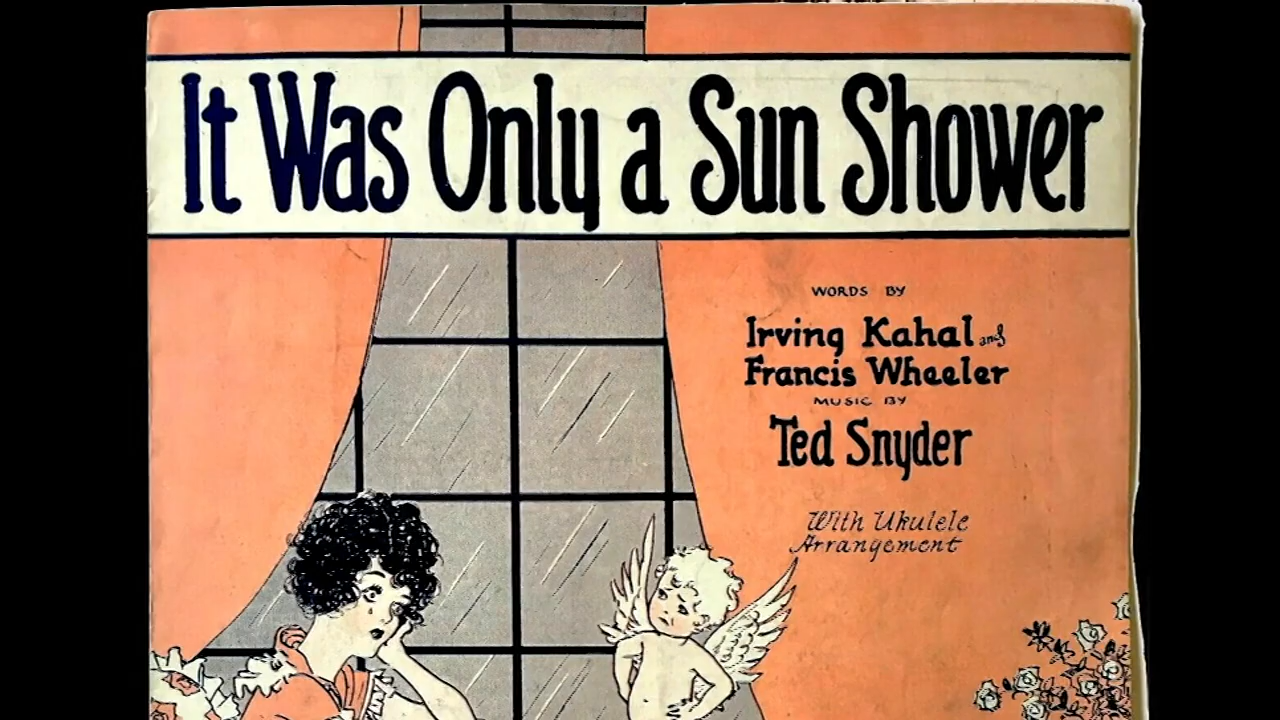 It Was Only a Sun Shower
WORDS BY
Irving Kahal and
Francis Wheeler
MUSIC BY
Ted Snyder
With Ukulele
Arrangement